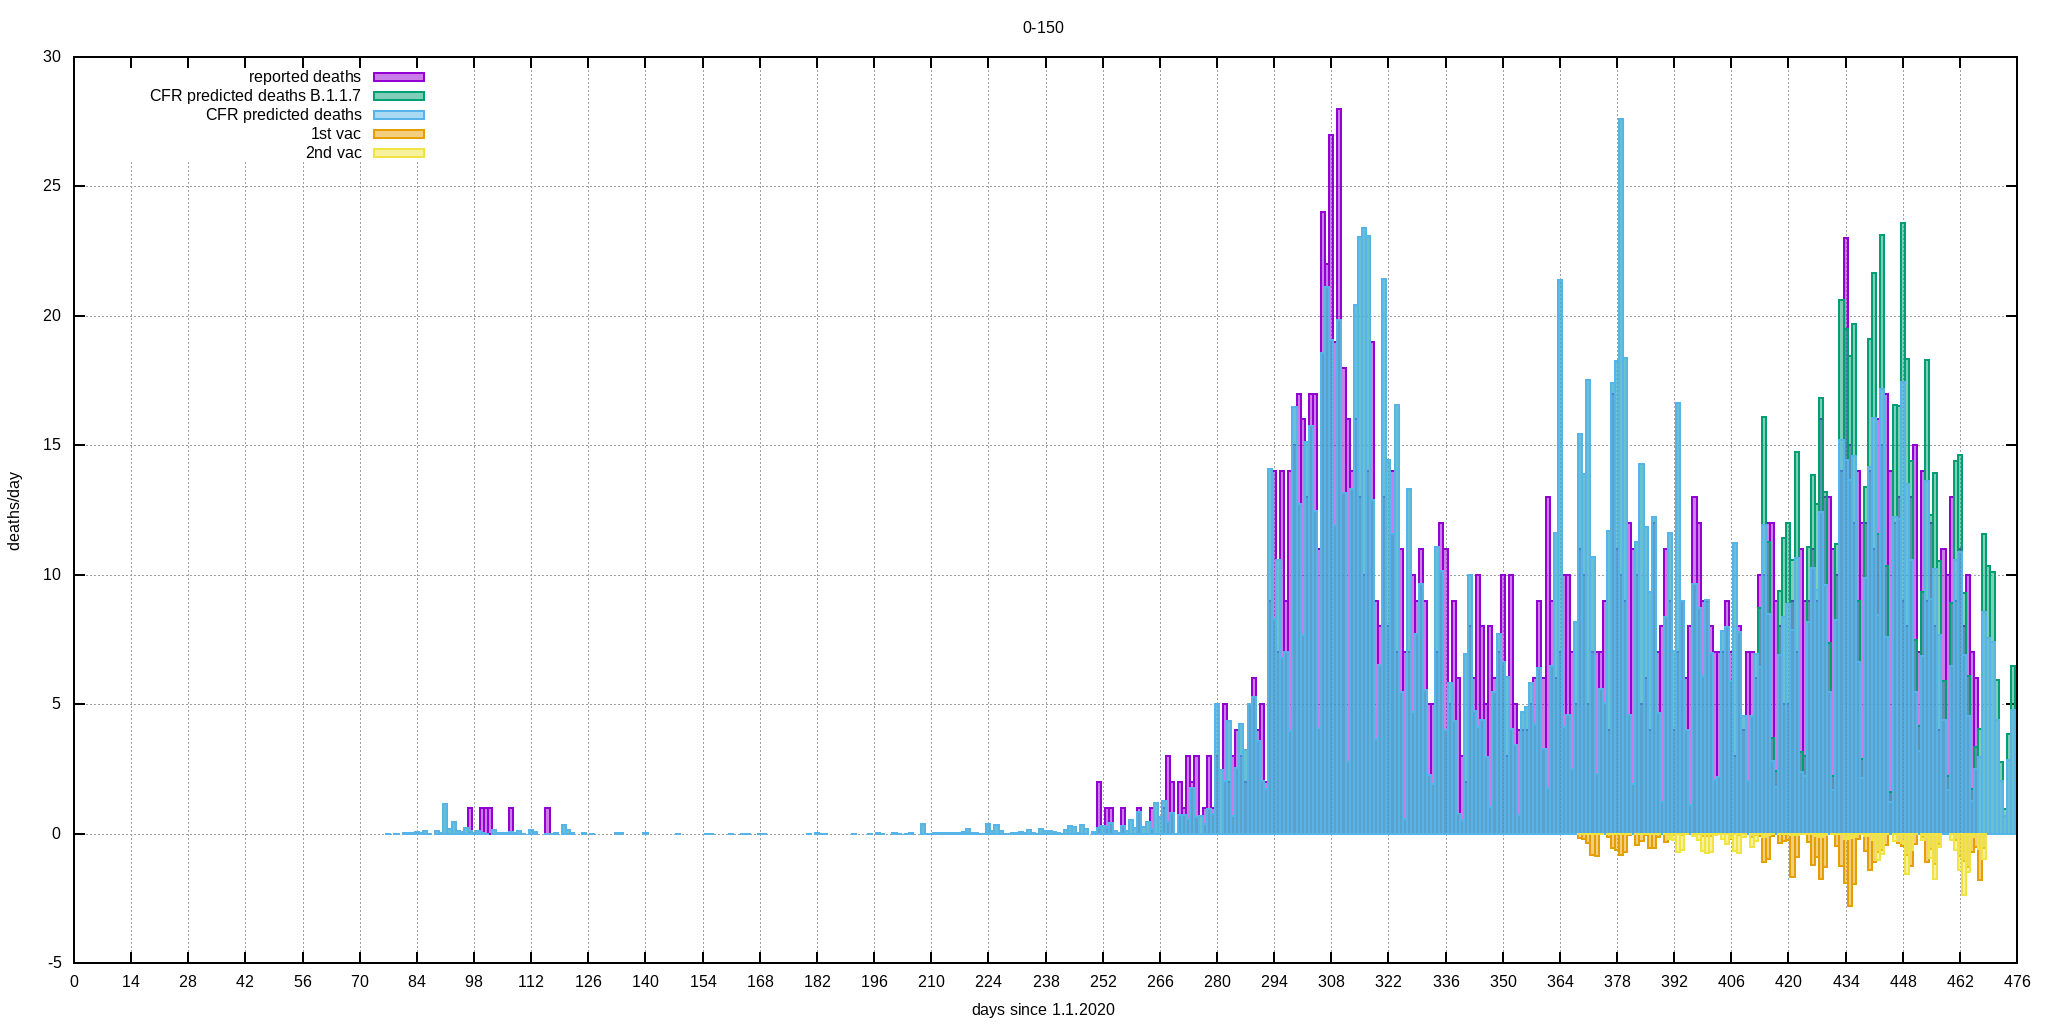 0-150
30
reported deaths
CFR predicted deaths B.1.1.7
CFR predicted deaths
1st vac
2nd vac
25
20
15
deaths/day
10
5
0
-5
0 14 28 42 56 70 84 98 112 126 140 154 168 182 196 210 224 238 252 266 280 294 308 322 336 350 364 378 392 406 420 434 448 462 476
days since 1.1.2020